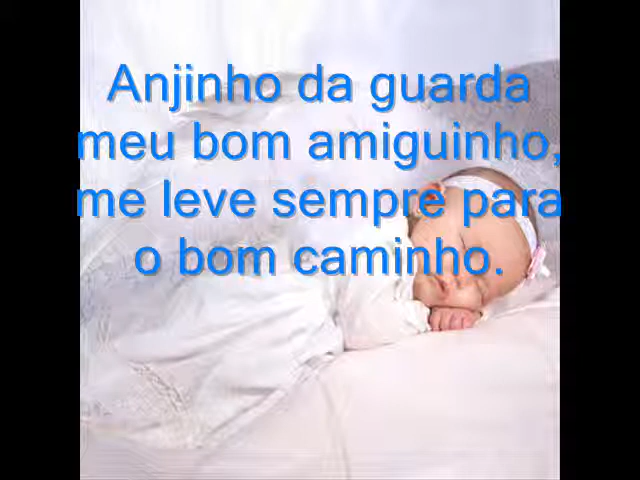 Anjinho da guarda
meu bom amiguinho,
me leve sempre para
o bom caminho.